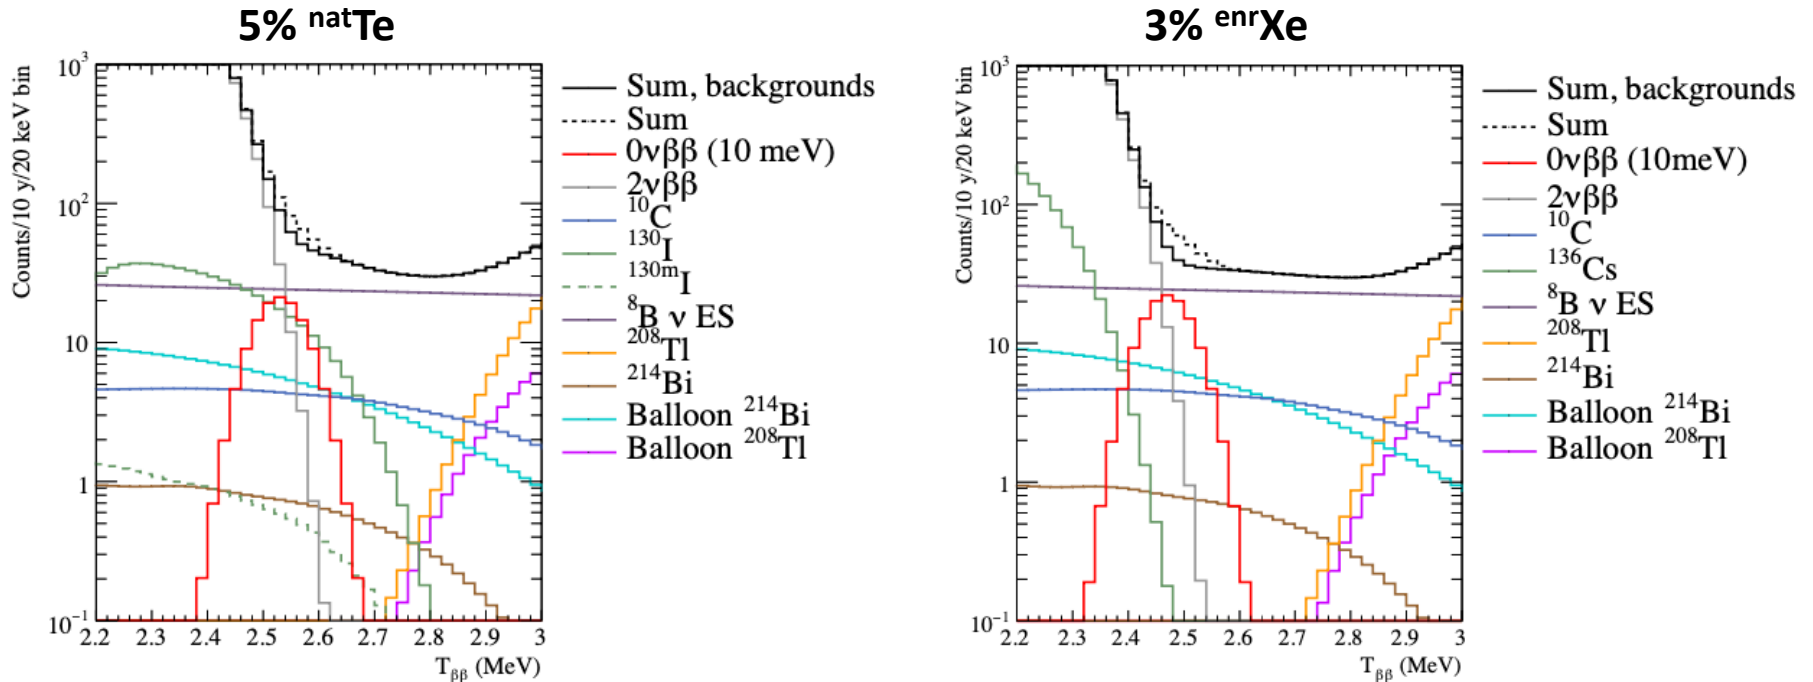 5% ⁿᵃᵗTe
Counts/10 y/20 keV bin
10³
10²
10
1
10⁻¹
2.2 2.3 2.4 2.5 2.6 2.7 2.8 2.9 3
T_ββ (MeV)
Sum, backgrounds
Sum
0νββ (10 meV)
2νββ
¹⁰C
¹³⁰I
¹³⁰ᵐI
⁸B ν ES
²⁰⁸Tl
²¹⁴Bi
Balloon ²¹⁴Bi
Balloon ²⁰⁸Tl
3% ᵉⁿʳXe
Counts/10 y/20 keV bin
10³
10²
10
1
10⁻¹
2.2 2.3 2.4 2.5 2.6 2.7 2.8 2.9 3
T_ββ (MeV)
Sum, backgrounds
Sum
0νββ (10meV)
2νββ
¹⁰C
¹³⁶Cs
⁸B ν ES
²⁰⁸Tl
²¹⁴Bi
Balloon ²¹⁴Bi
Balloon ²⁰⁸Tl